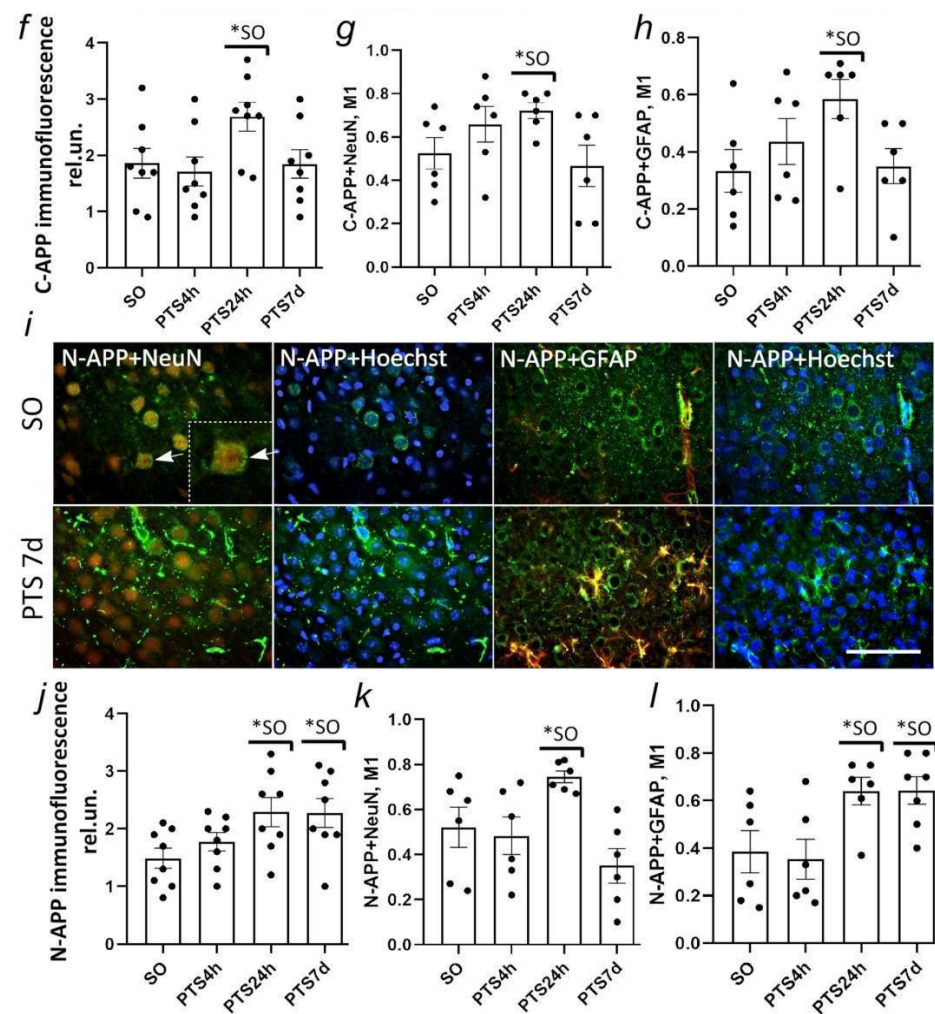 f
C-APP immunofluorescence
rel.un.
4
3
2
1
0
*SO
SO
PTS4h
PTS24h
PTS7d
g
C-APP+NeuN, M1
1.0
0.8
0.6
0.4
0.2
0.0
*SO
SO
PTS4h
PTS24h
PTS7d
h
C-APP+GFAP, M1
0.8
0.6
0.4
0.2
0.0
*SO
SO
PTS4h
PTS24h
PTS7d
i
N-APP+NeuN
N-APP+Hoechst
N-APP+GFAP
N-APP+Hoechst
SO
PTS 7d
j
N-APP immunofluorescence
rel.un.
4
3
2
1
0
*SO
*SO
SO
PTS4h
PTS24h
PTS7d
k
N-APP+NeuN, M1
1.0
0.8
0.6
0.4
0.2
0.0
*SO
SO
PTS4h
PTS24h
PTS7d
l
N-APP+GFAP, M1
1.0
0.8
0.6
0.4
0.2
0.0
*SO
*SO
SO
PTS4h
PTS24h
PTS7d